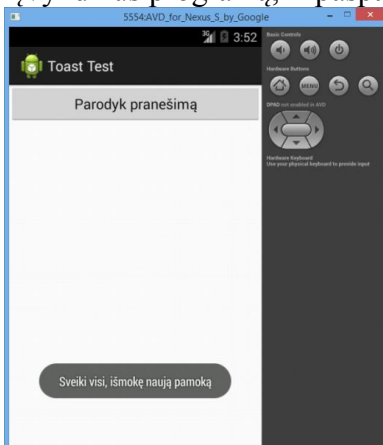 5554:AVD_for_Nexus_S_by_Google
3G 3:52
Toast Test
Parodyk pranešimą
Sveiki visi, išmokę naują pamoką
Basic Controls
Hardware Buttons
MENU
DPAD not enabled in AVD
Hardware Keyboard
Use your physical keyboard to provide input